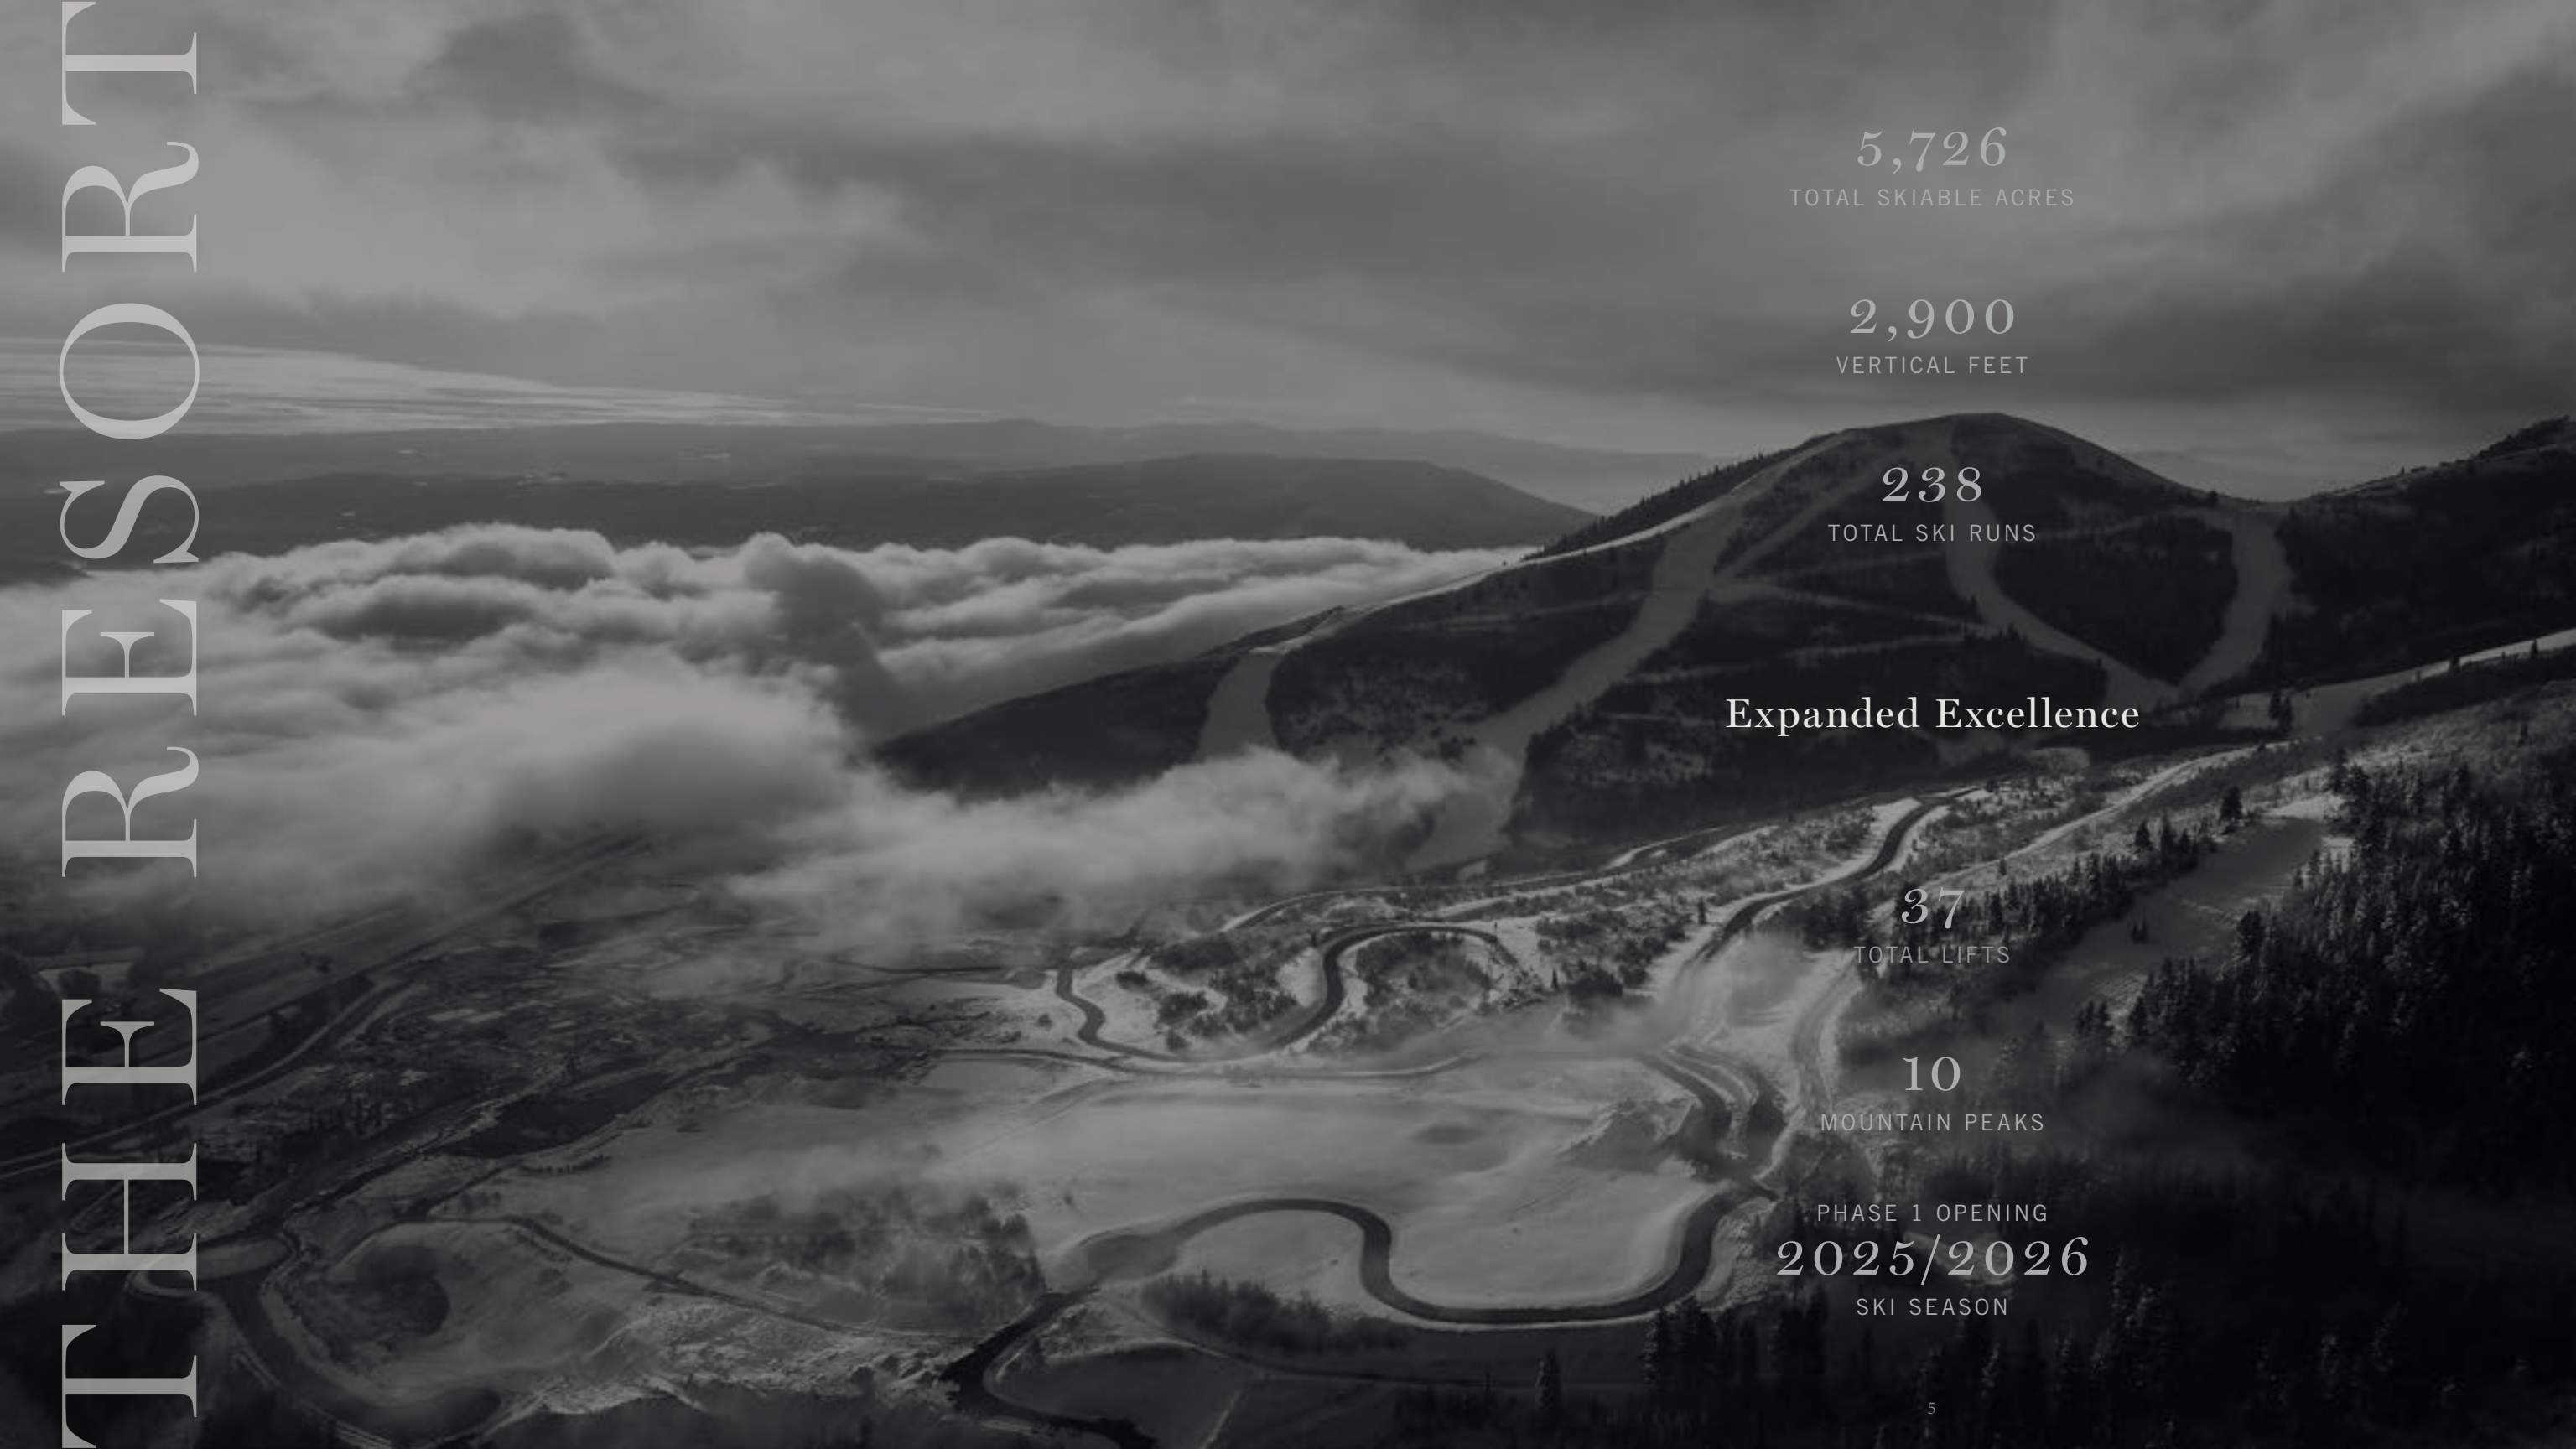 THE RESORT
5,726
TOTAL SKIABLE ACRES
2,900
VERTICAL FEET
238
TOTAL SKI RUNS
Expanded Excellence
37
TOTAL LIFTS
10
MOUNTAIN PEAKS
PHASE 1 OPENING
2025/2026
SKI SEASON
5